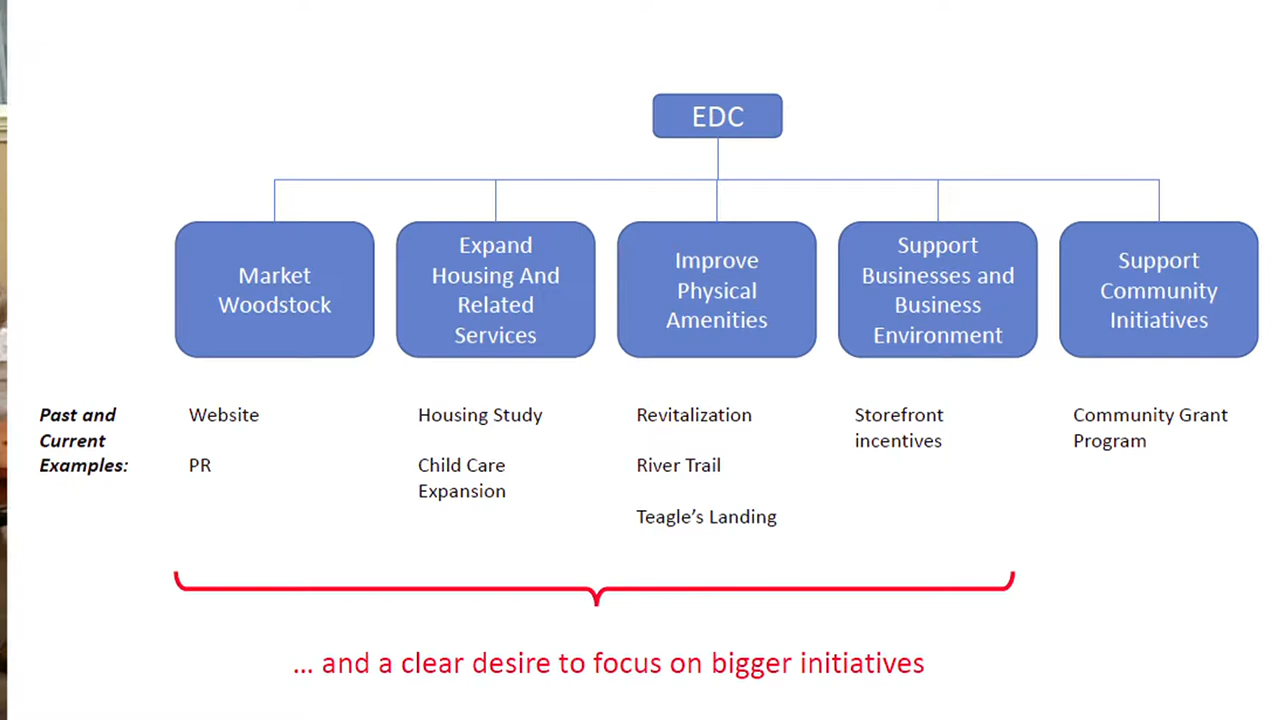 EDC
Market
Woodstock
Expand
Housing And
Related
Services
Improve
Physical
Amenities
Support
Businesses and
Business
Environment
Support
Community
Initiatives
Past and
Current
Examples:
Website
PR
Housing Study
Child Care
Expansion
Revitalization
River Trail
Teagle’s Landing
Storefront
incentives
Community Grant
Program
... and a clear desire to focus on bigger initiatives